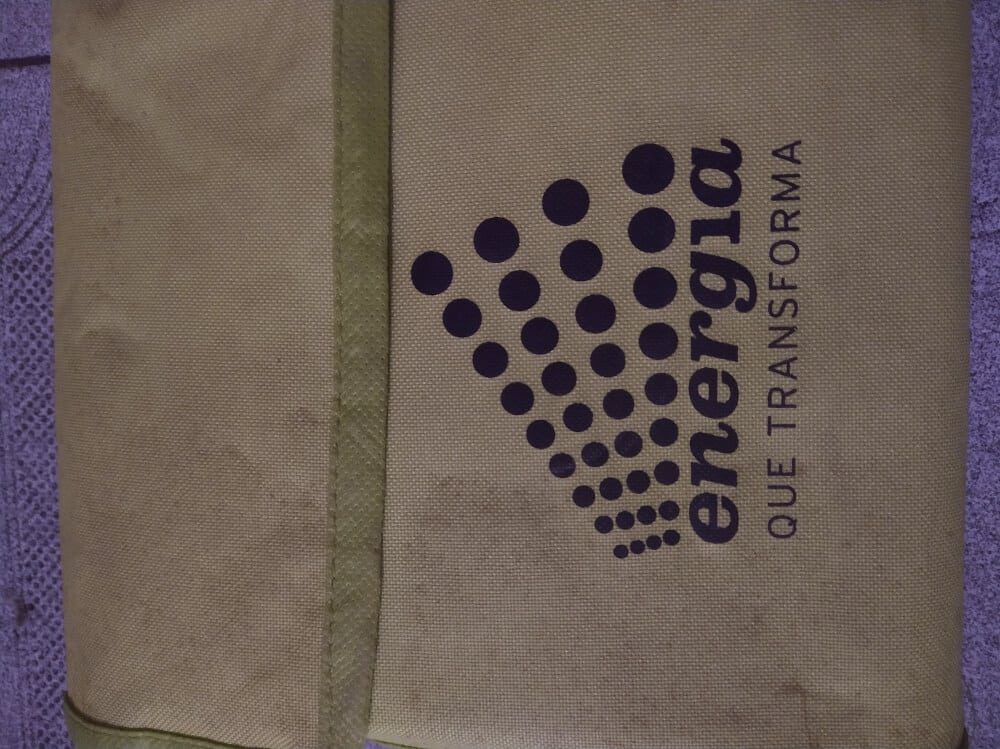 energia
QUE TRANSFORMA